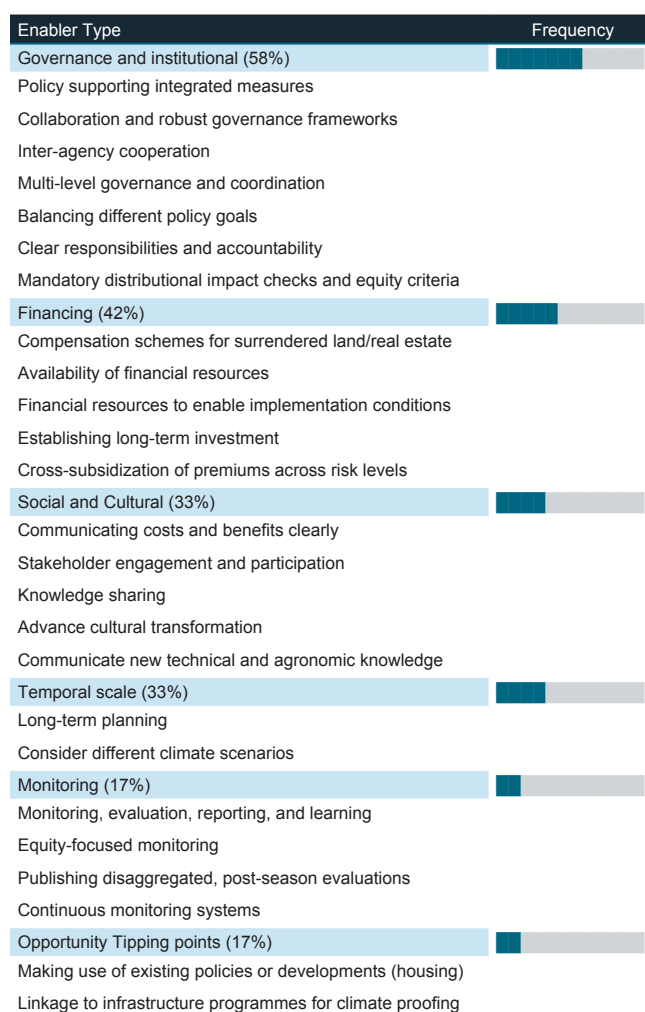 Enabler Type Frequency
Governance and institutional (58%)
Policy supporting integrated measures
Collaboration and robust governance frameworks
Inter-agency cooperation
Multi-level governance and coordination
Balancing different policy goals
Clear responsibilities and accountability
Mandatory distributional impact checks and equity criteria
Financing (42%)
Compensation schemes for surrendered land/real estate
Availability of financial resources
Financial resources to enable implementation conditions
Establishing long-term investment
Cross-subsidization of premiums across risk levels
Social and Cultural (33%)
Communicating costs and benefits clearly
Stakeholder engagement and participation
Knowledge sharing
Advance cultural transformation
Communicate new technical and agronomic knowledge
Temporal scale (33%)
Long-term planning
Consider different climate scenarios
Monitoring (17%)
Monitoring, evaluation, reporting, and learning
Equity-focused monitoring
Publishing disaggregated, post-season evaluations
Continuous monitoring systems
Opportunity Tipping points (17%)
Making use of existing policies or developments (housing)
Linkage to infrastructure programmes for climate proofing